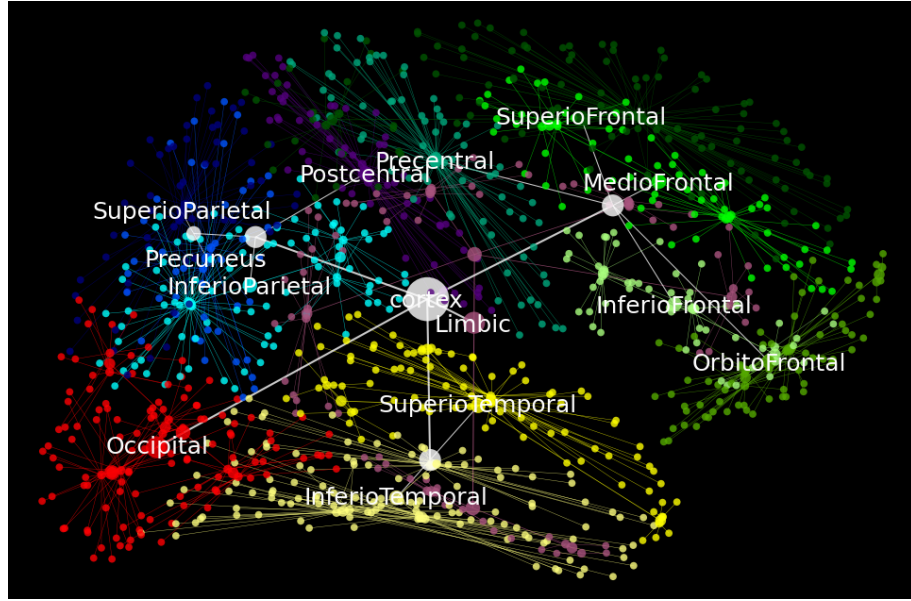 SuperioFrontal
Precentral
Postcentral
MedioFrontal
SuperioParietal
Precuneus
InferioParietal
cortex
InferioFrontal
Limbic
OrbitoFrontal
SuperioTemporal
Occipital
InferioTemporal